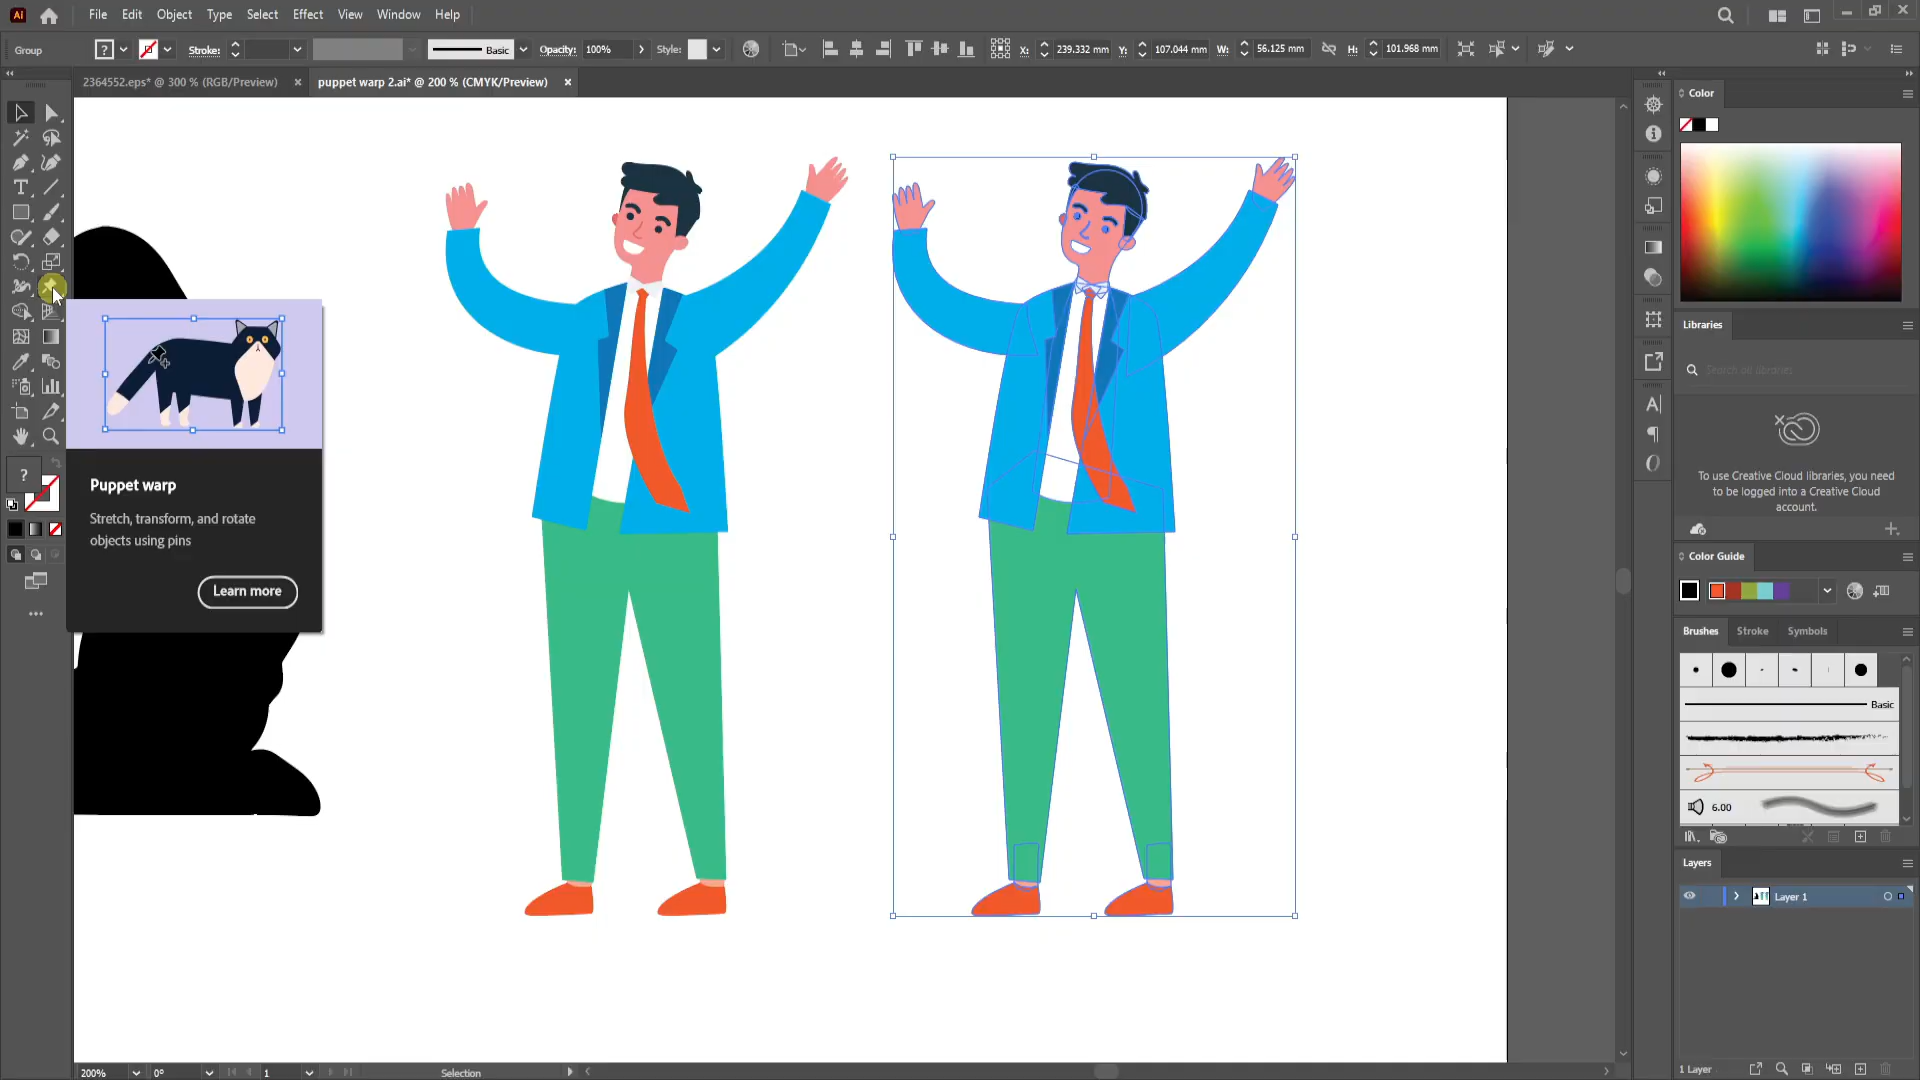 Ai File Edit Object Type Select Effect View Window Help
Group ? Stroke: Basic Opacity: 100% Style: X: 239.332 mm Y: 107.044 mm W: 56.125 mm H: 101.968 mm
2364552.eps* @ 300 % (RGB/Preview) × puppet warp 2.ai* @ 200 % (CMYK/Preview) ×
Color
Libraries
Search all libraries
To use Creative Cloud libraries, you need
to be logged into a Creative Cloud
account.
Puppet warp
Stretch, transform, and rotate
objects using pins
Learn more
?
Color Guide
Brushes Stroke Symbols
Basic
6.00
Layers
Layer 1
1 Layer
200% 0° 1 Selection